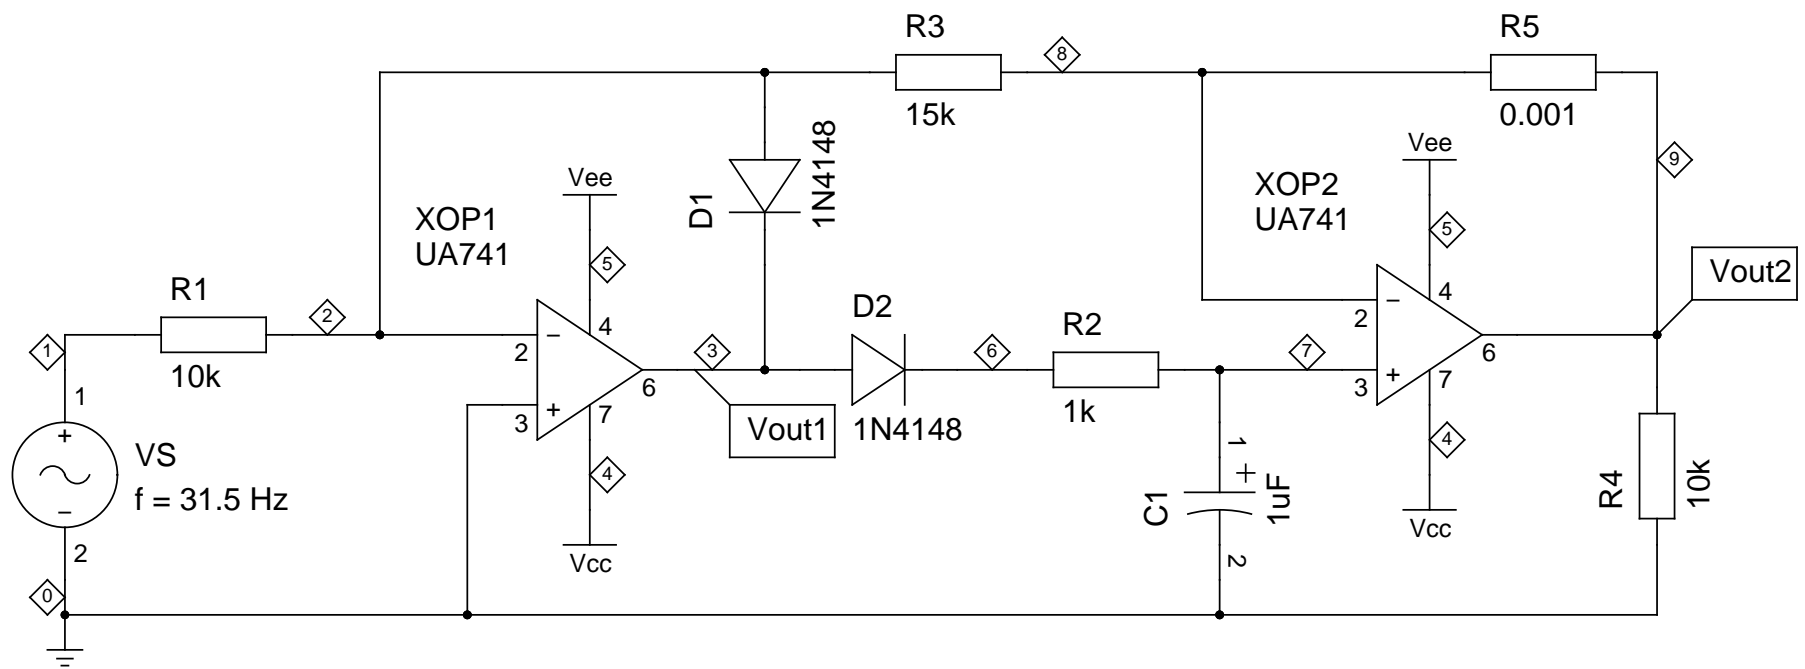 R3
8
R5
15k
0.001
1N4148
D1
Vee
Vee
9
XOP1
UA741
XOP2
UA741
5
5
Vout2
R1
2
D2
4
4
1
10k
2
3
6
R2
7
2
6
10k
6
1k
3
1
3
7
7
VS
Vout1
1N4148
+
1
4
4
f = 31.5 Hz
C1
1uF
R4
10k
2
Vcc
Vcc
2
0